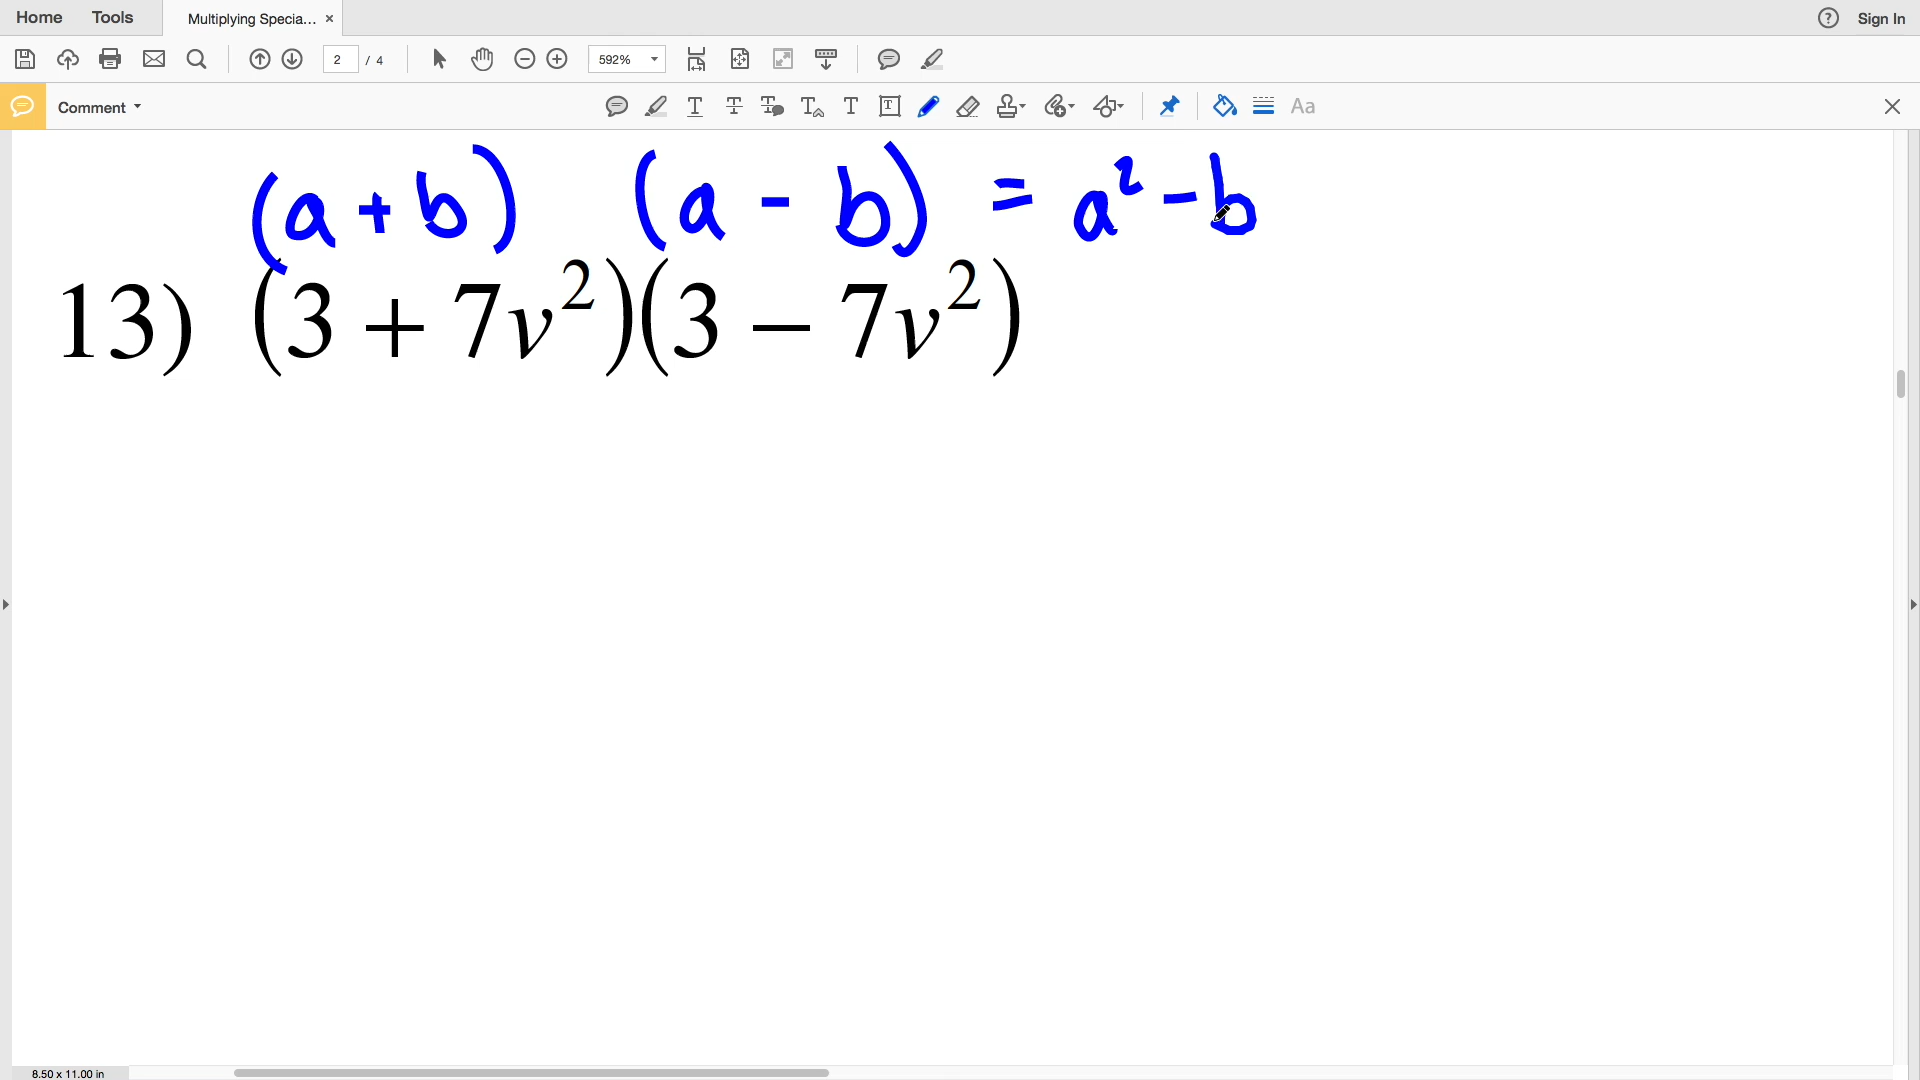 Home Tools Multiplying Specia... × ? Sign In
2 / 4 592%
Comment Aa
(a + b) (a - b) = a² - b
13) (3 + 7v²)(3 − 7v²)
8.50 x 11.00 in